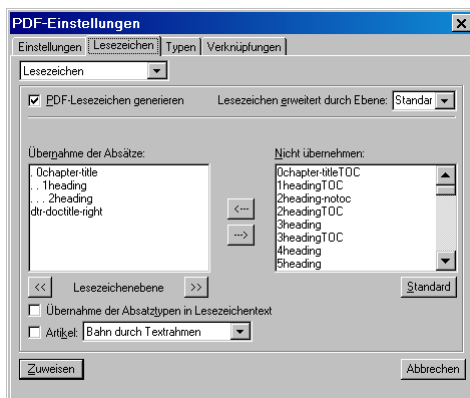 PDF-Einstellungen
Einstellungen Lesezeichen Typen Verknüpfungen
Lesezeichen
PDF-Lesezeichen generieren Lesezeichen erweitert durch Ebene: Standar
Übernahme der Absätze: Nicht übernehmen:
. 0chapter-title
. . 1heading
. . . 2heading
dtr-doctitle-right
0chapter-titleTOC
1headingTOC
2heading-notoc
2headingTOC
3heading
3headingTOC
4heading
5heading
<---
--->
<< Lesezeichenebene >> Standard
Übernahme der Absatztypen in Lesezeichentext
Artikel: Bahn durch Textrahmen
Zuweisen Abbrechen